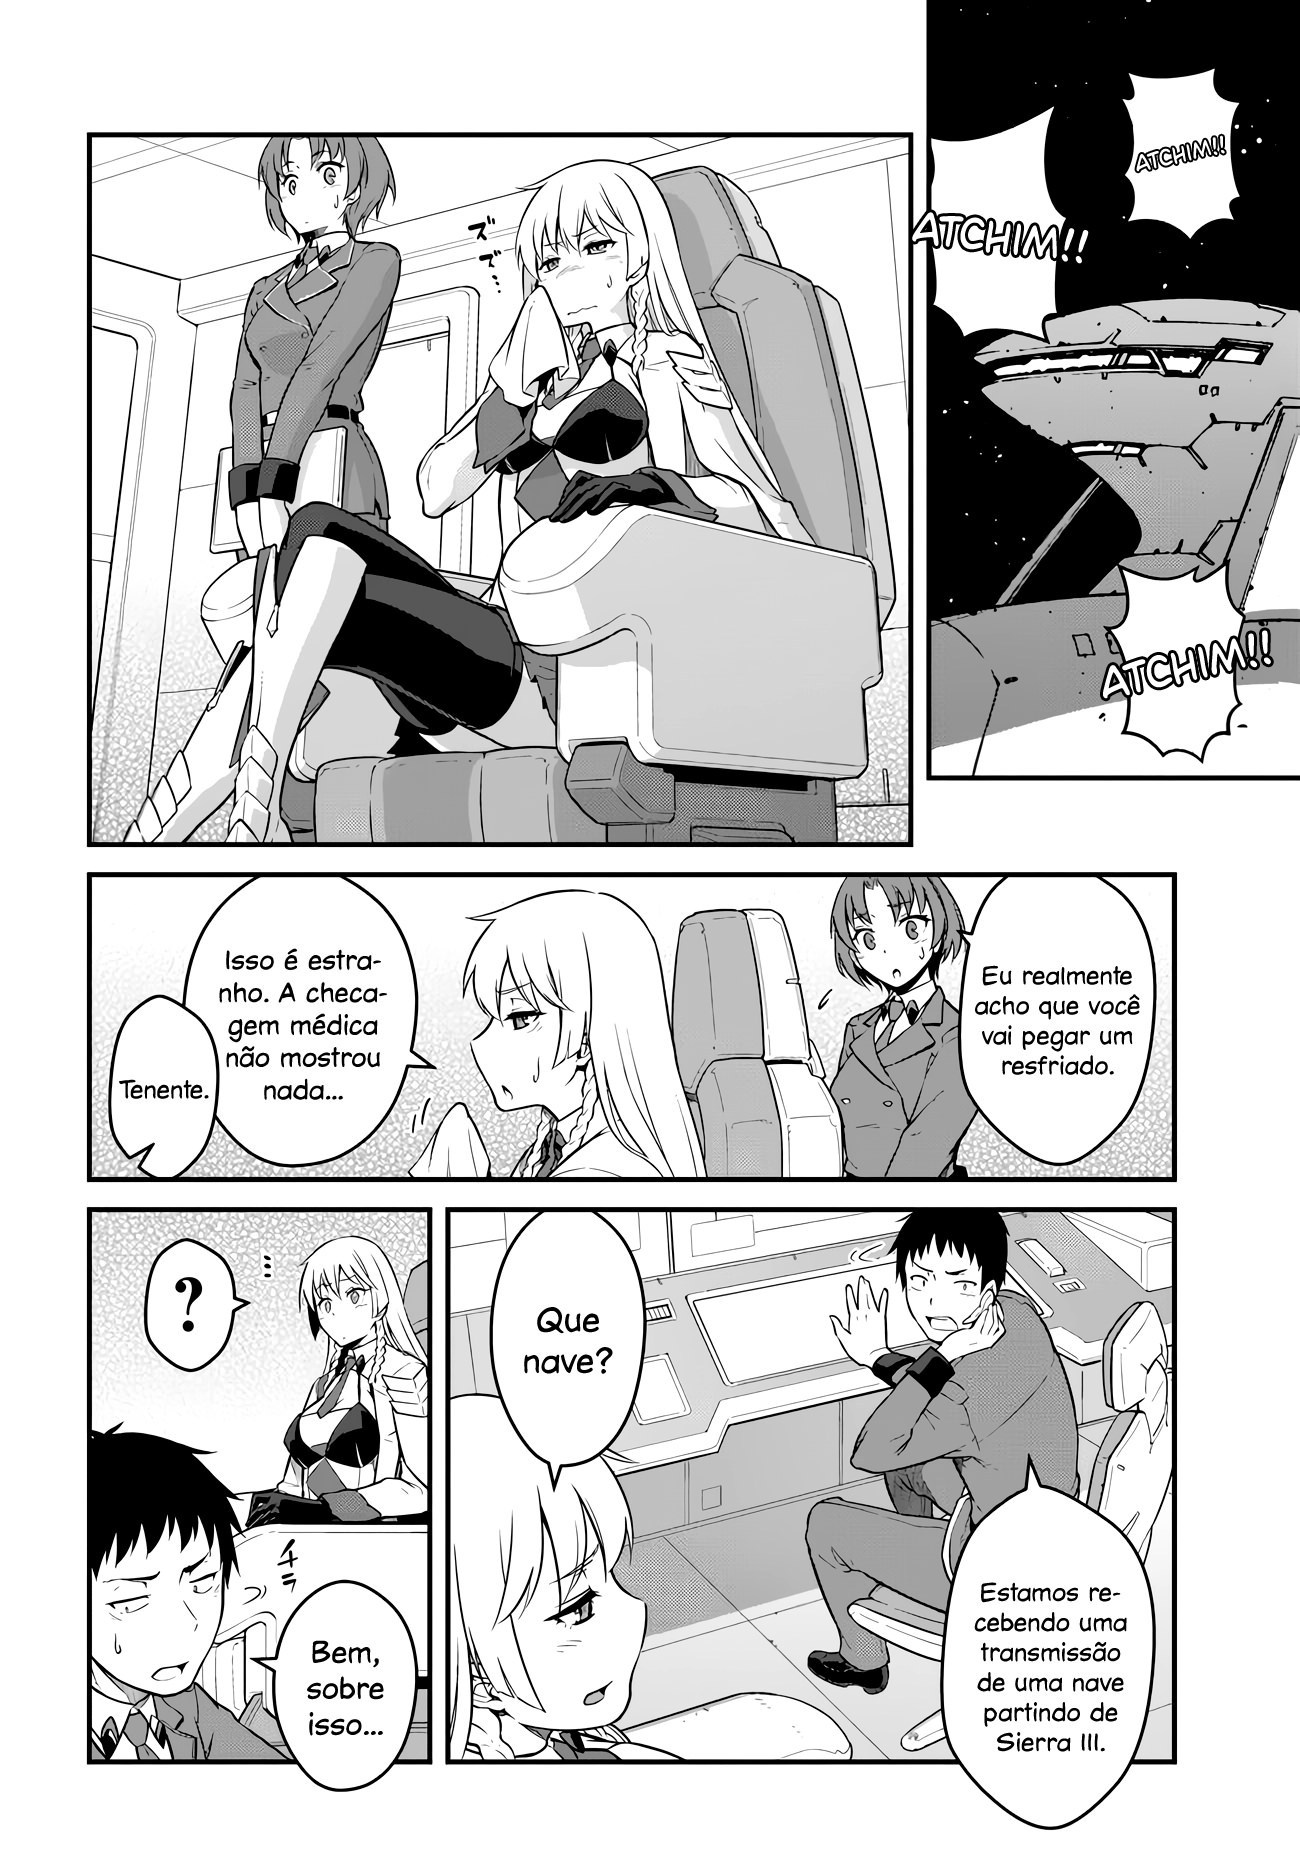 ATCHIM!!
ATCHIM!!
ATCHIM!!
ズ
ズ…
Eu realmente
acho que você
vai pegar um
resfriado.
Isso é estra-
nho. A checa-
gem médica
não mostrou
nada...
Tenente.
Estamos re-
cebendo uma
transmissão
de uma nave
partindo de
Sierra III.
Que
nave?
?
チラ
Bem,
sobre
isso...